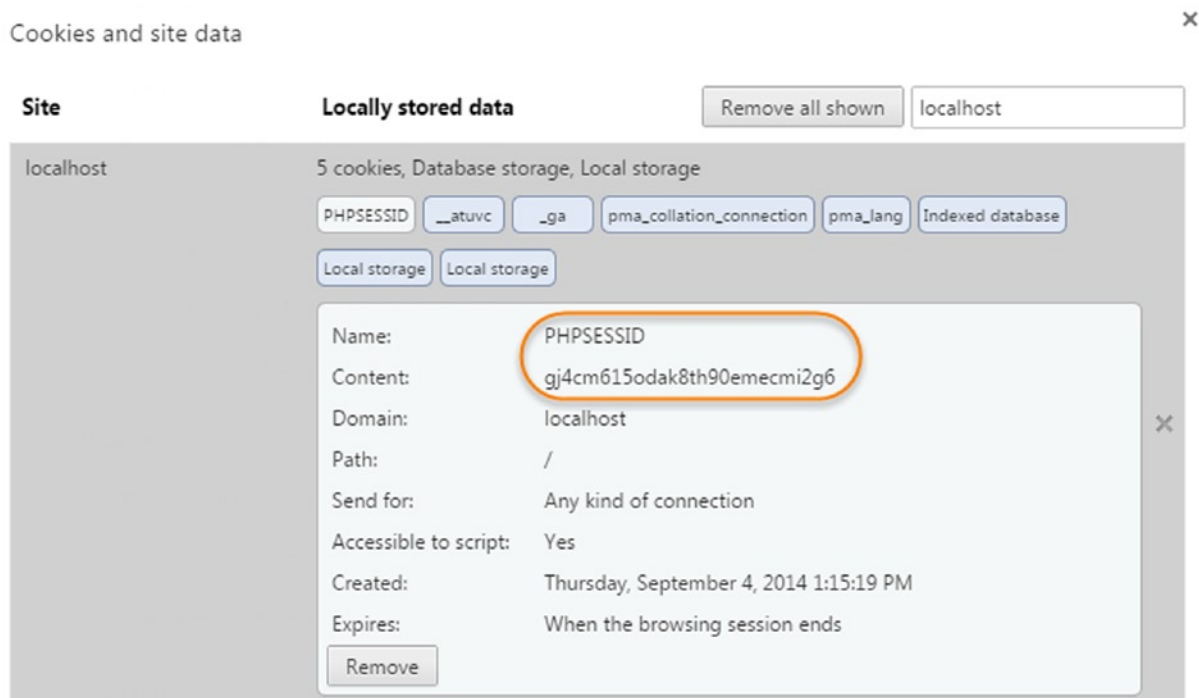 Cookies and site data
×
Site Locally stored data Remove all shown localhost
localhost 5 cookies, Database storage, Local storage
PHPSESSID __atuvc _ga pma_collation_connection pma_lang Indexed database
Local storage Local storage
Name: PHPSESSID
Content: gj4cm615odak8th90emecmi2g6
Domain: localhost
Path: /
Send for: Any kind of connection
Accessible to script: Yes
Created: Thursday, September 4, 2014 1:15:19 PM
Expires: When the browsing session ends
Remove